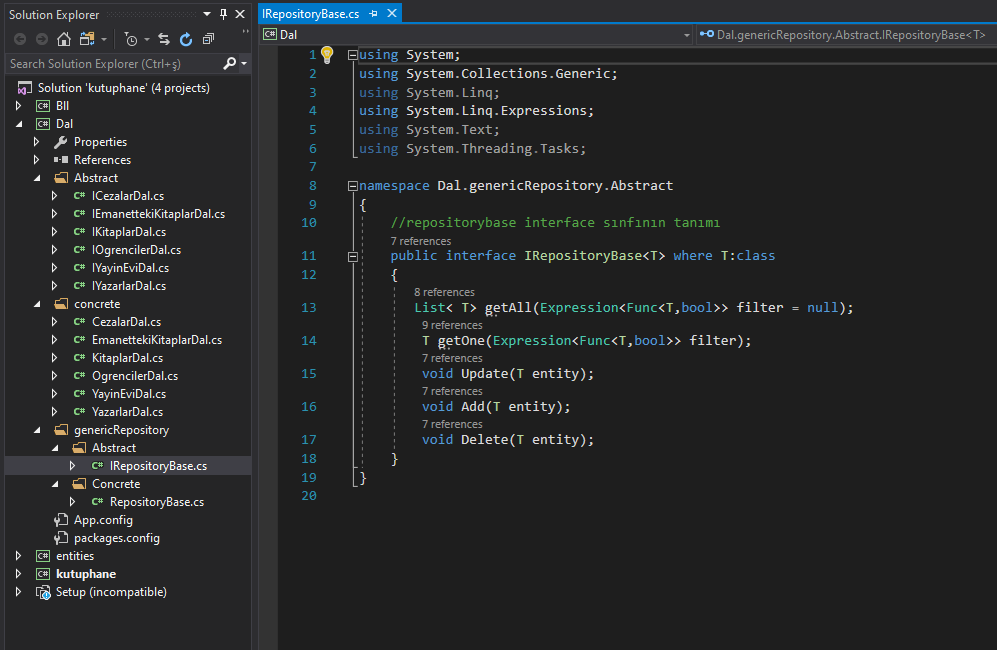 Solution Explorer
Search Solution Explorer (Ctrl+ş)
Solution 'kutuphane' (4 projects)
Bll
Dal
Properties
References
Abstract
ICezalarDal.cs
IEmanettekiKitaplarDal.cs
IKitaplarDal.cs
IOgrencilerDal.cs
IYayinEviDal.cs
IYazarlarDal.cs
concrete
CezalarDal.cs
EmanettekiKitaplarDal.cs
KitaplarDal.cs
OgrencilerDal.cs
YayinEviDal.cs
YazarlarDal.cs
genericRepository
Abstract
IRepositoryBase.cs
Concrete
RepositoryBase.cs
App.config
packages.config
entities
kutuphane
Setup (incompatible)
IRepositoryBase.cs
C# Dal
Dal.genericRepository.Abstract.IRepositoryBase<T>
1 using System;
2 using System.Collections.Generic;
3 using System.Linq;
4 using System.Linq.Expressions;
5 using System.Text;
6 using System.Threading.Tasks;
7
8 namespace Dal.genericRepository.Abstract
9 {
10 //repositorybase interface sınfının tanımı
7 references
11 public interface IRepositoryBase<T> where T:class
12 {
8 references
13 List< T> getAll(Expression<Func<T,bool>> filter = null);
9 references
14 T getOne(Expression<Func<T,bool>> filter);
7 references
15 void Update(T entity);
7 references
16 void Add(T entity);
7 references
17 void Delete(T entity);
18 }
19 }
20